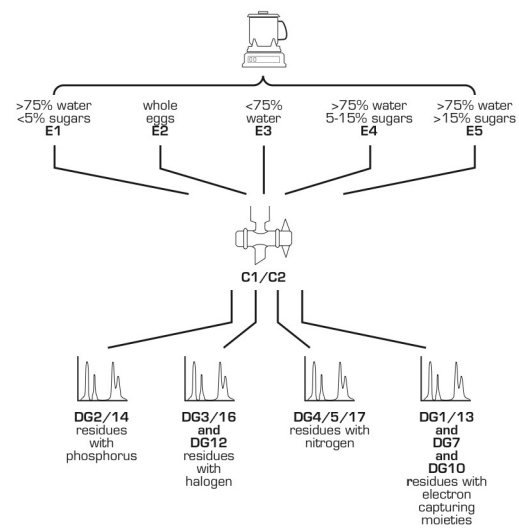 >75% water
<5% sugars
E1
whole
eggs
E2
<75%
water
E3
>75% water
5-15% sugars
E4
>75% water
>15% sugars
E5
C1/C2
DG2/14
residues
with
phosphorus
DG3/16
and
DG12
residues
with
halogen
DG4/5/17
residues with
nitrogen
DG1/13
and
DG7
and
DG10
residues with
electron
capturing
moieties